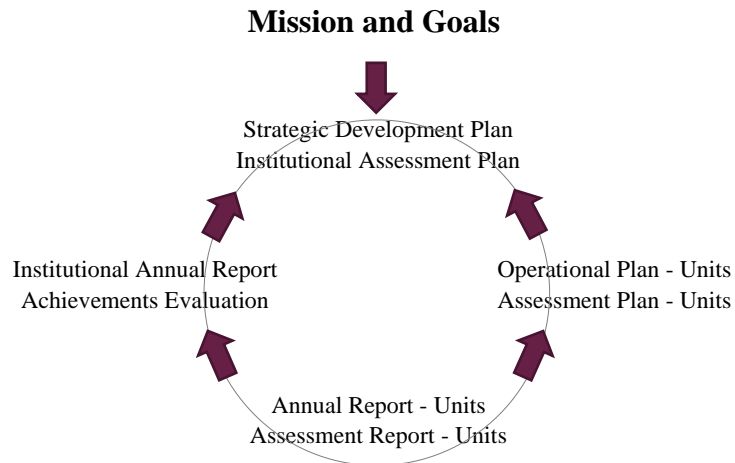 Mission and Goals
Strategic Development Plan
Institutional Assessment Plan
Institutional Annual Report
Achievements Evaluation
Operational Plan - Units
Assessment Plan - Units
Annual Report - Units
Assessment Report - Units